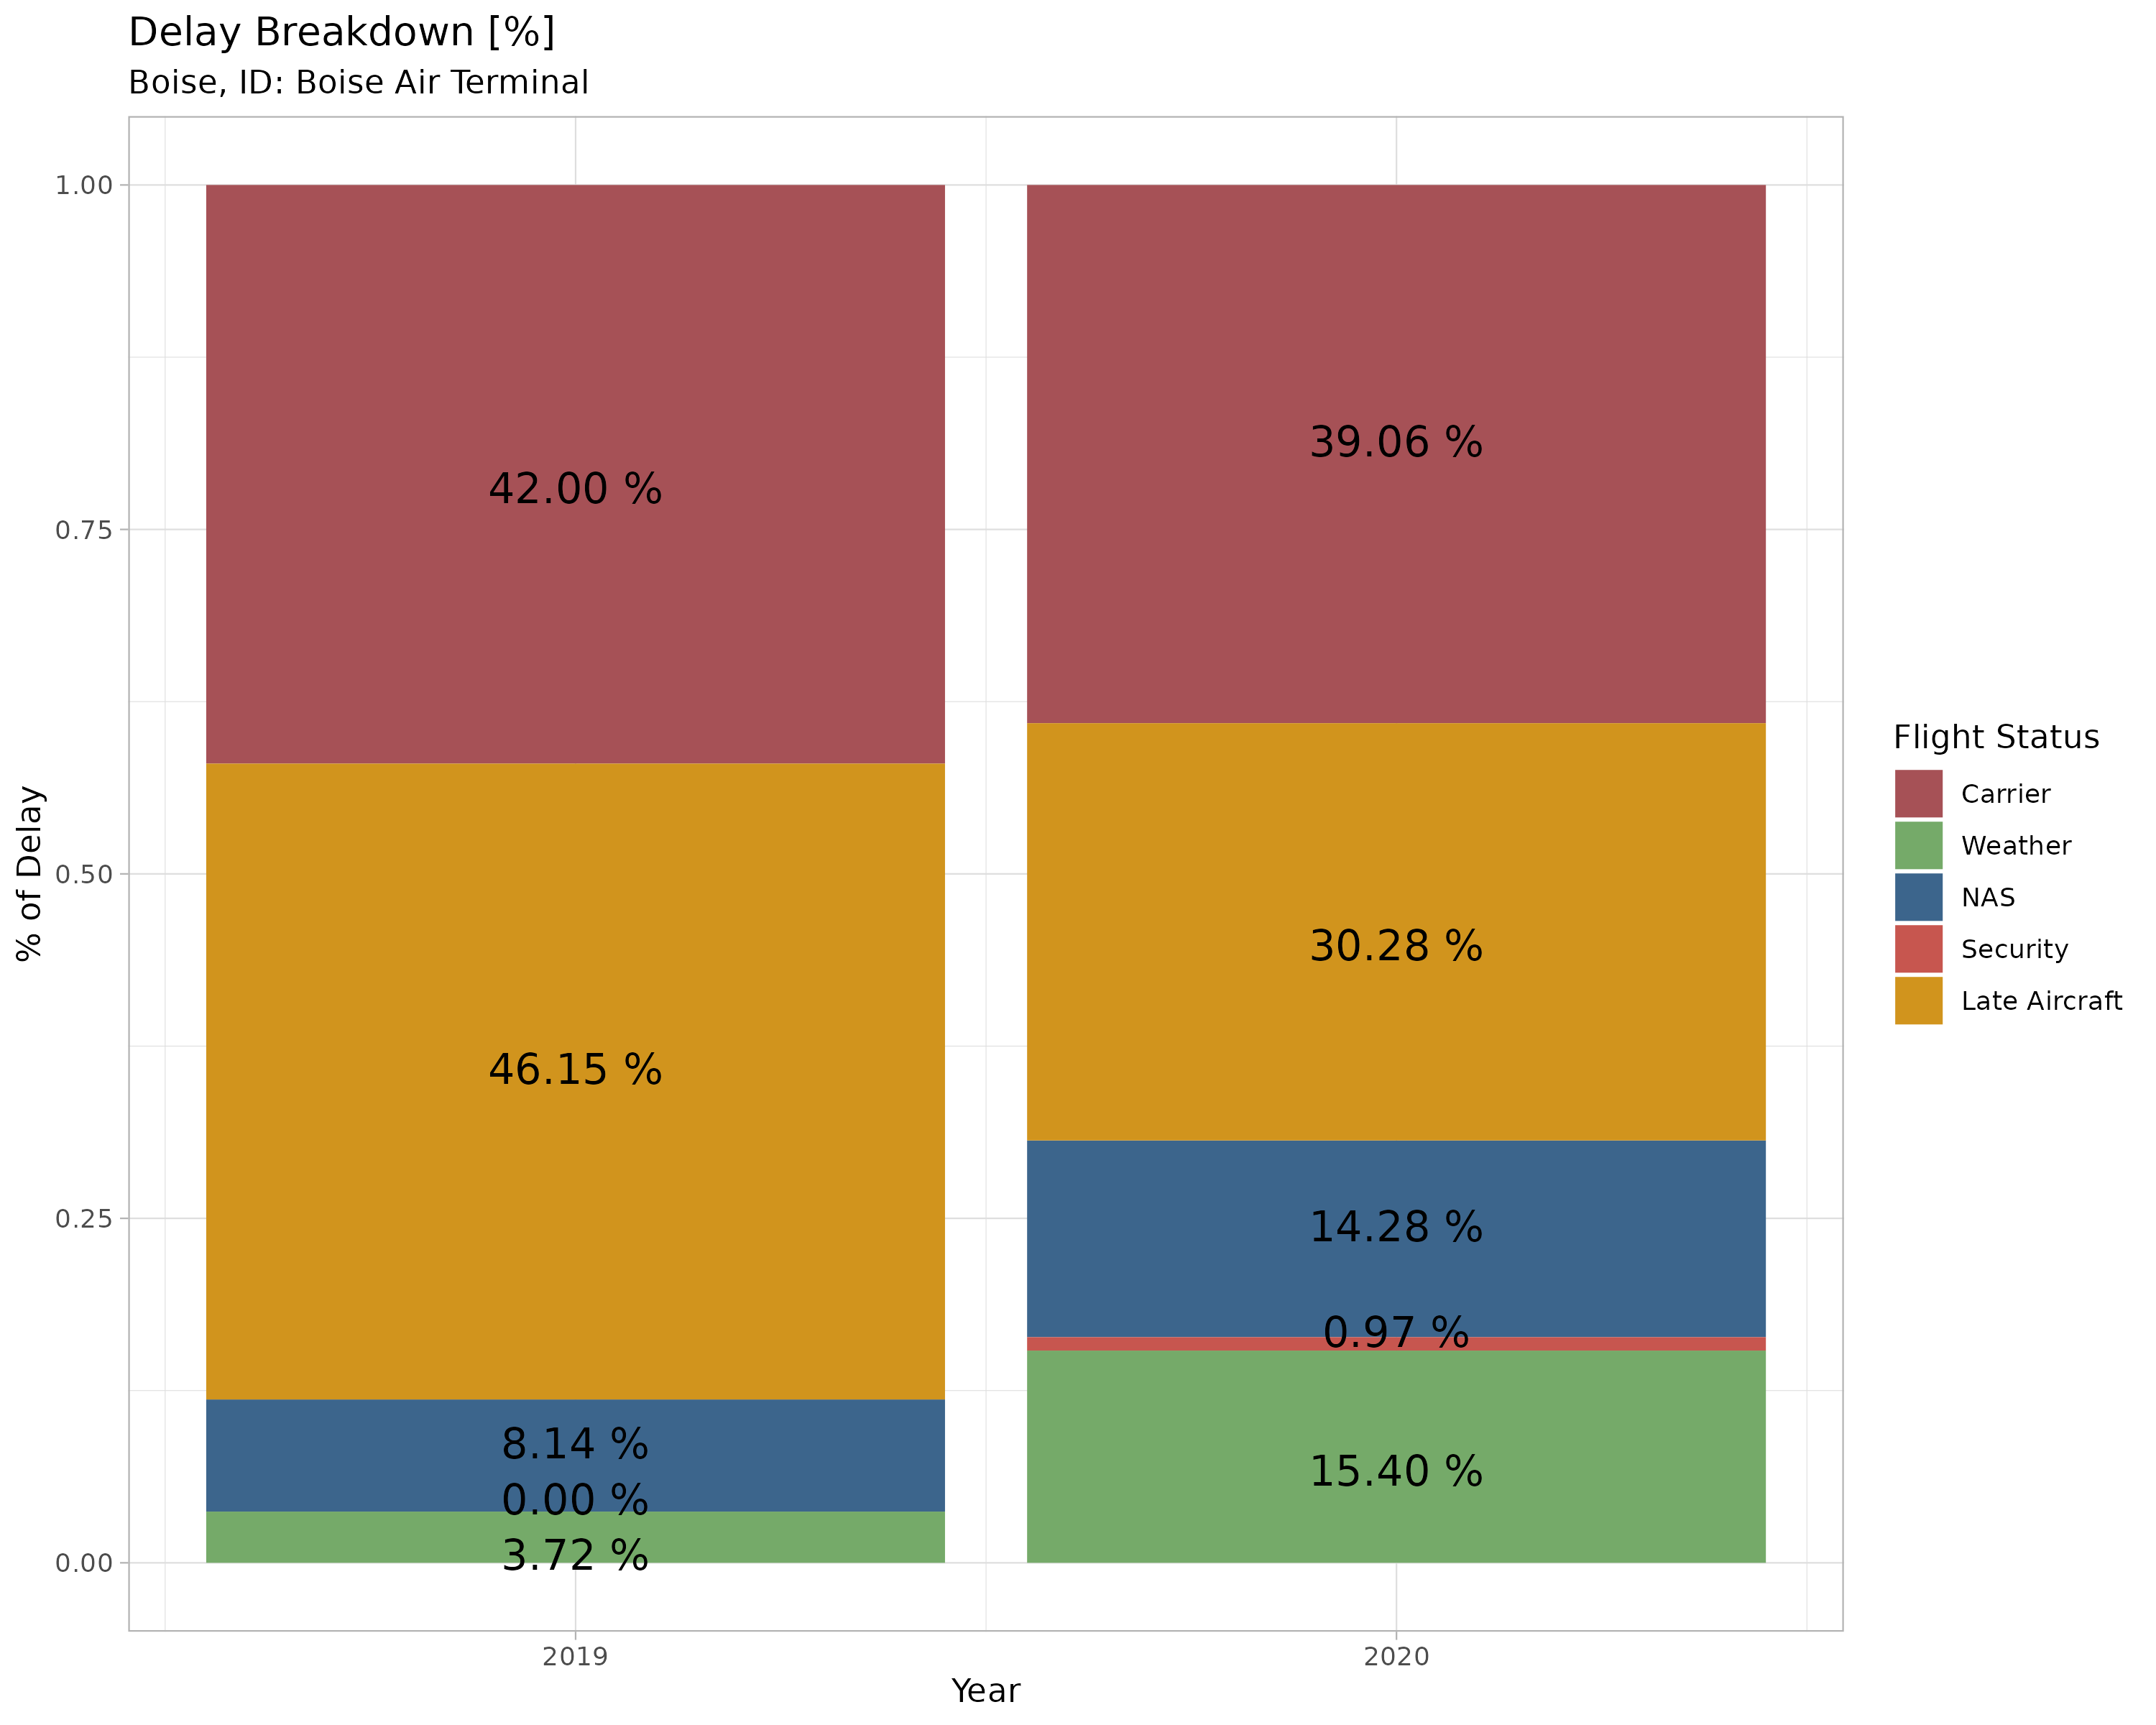 Delay Breakdown [%]
Boise, ID: Boise Air Terminal
% of Delay
1.00
0.75
0.50
0.25
0.00
42.00 %
46.15 %
8.14 %
0.00 %
3.72 %
39.06 %
30.28 %
14.28 %
0.97 %
15.40 %
2019
2020
Year
Flight Status
Carrier
Weather
NAS
Security
Late Aircraft